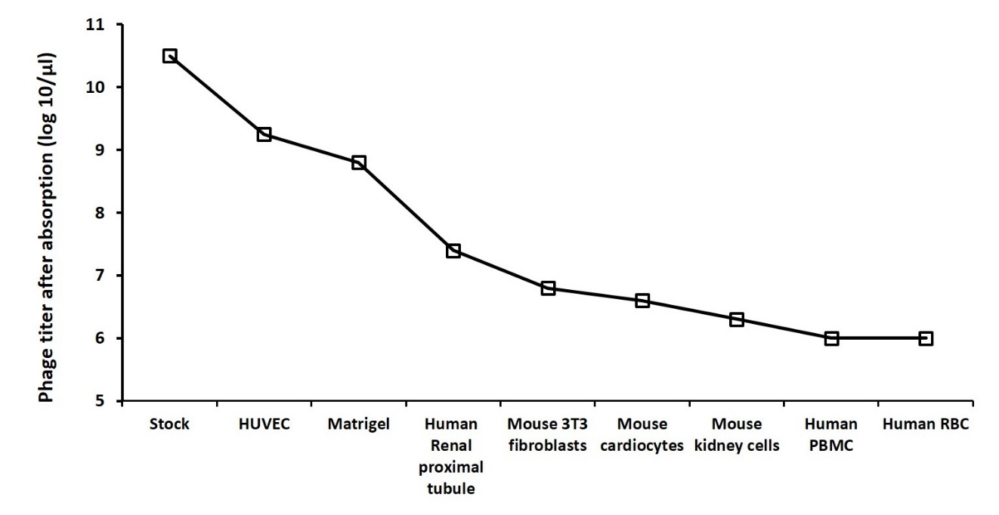 Phage titer after absorption (log 10/µl)
11
10
9
8
7
6
5
Stock
HUVEC
Matrigel
Human
Renal
proximal
tubule
Mouse 3T3
fibroblasts
Mouse
cardiocytes
Mouse
kidney cells
Human
PBMC
Human RBC